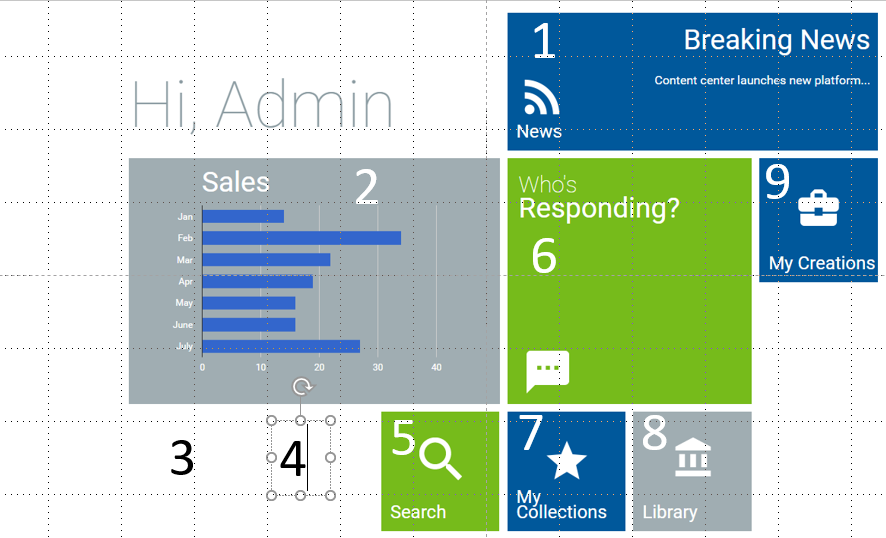 1
Breaking News
Content center launches new platform...
News
Hi, Admin
Sales
2
Jan
Feb
Mar
Apr
May
June
July
0 10 20 30 40
Who's
Responding?
6
9
My Creations
3
4
5
Search
7
My
Collections
8
Library